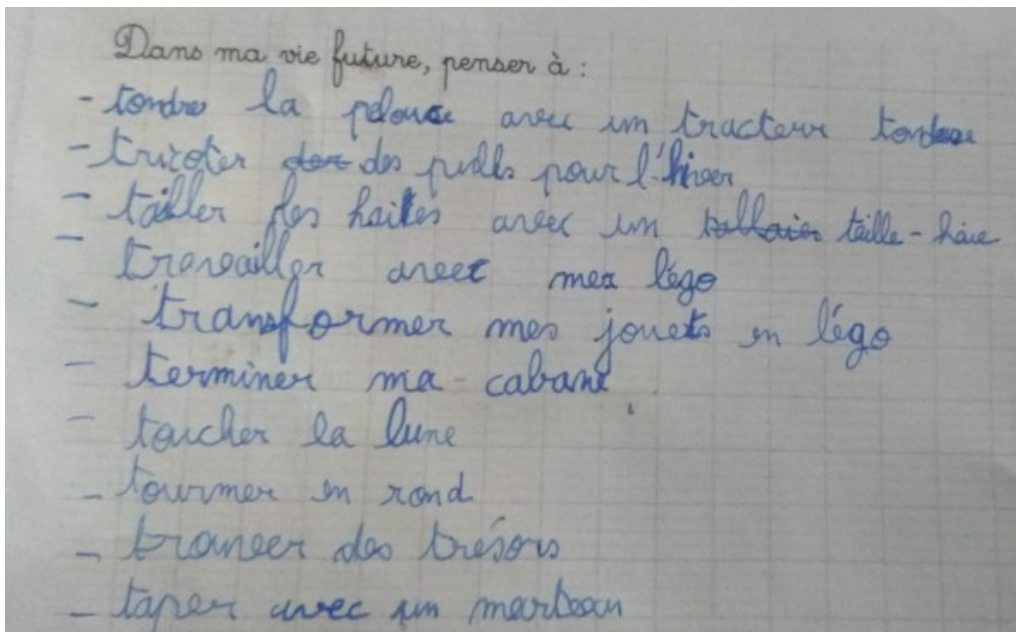 Dans ma vie future, penser à :
- tondre la pelouse avec un tracteur tondeuse
- tricoter des pulls pour l'hiver
- tailler les haites avec un taille-haie
- travailler avec mes légo
- transformer mes jouets en légo
- terminer ma cabane
- toucher la lune
- tourner en rond
- trouver des trésors
- taper avec un marteau